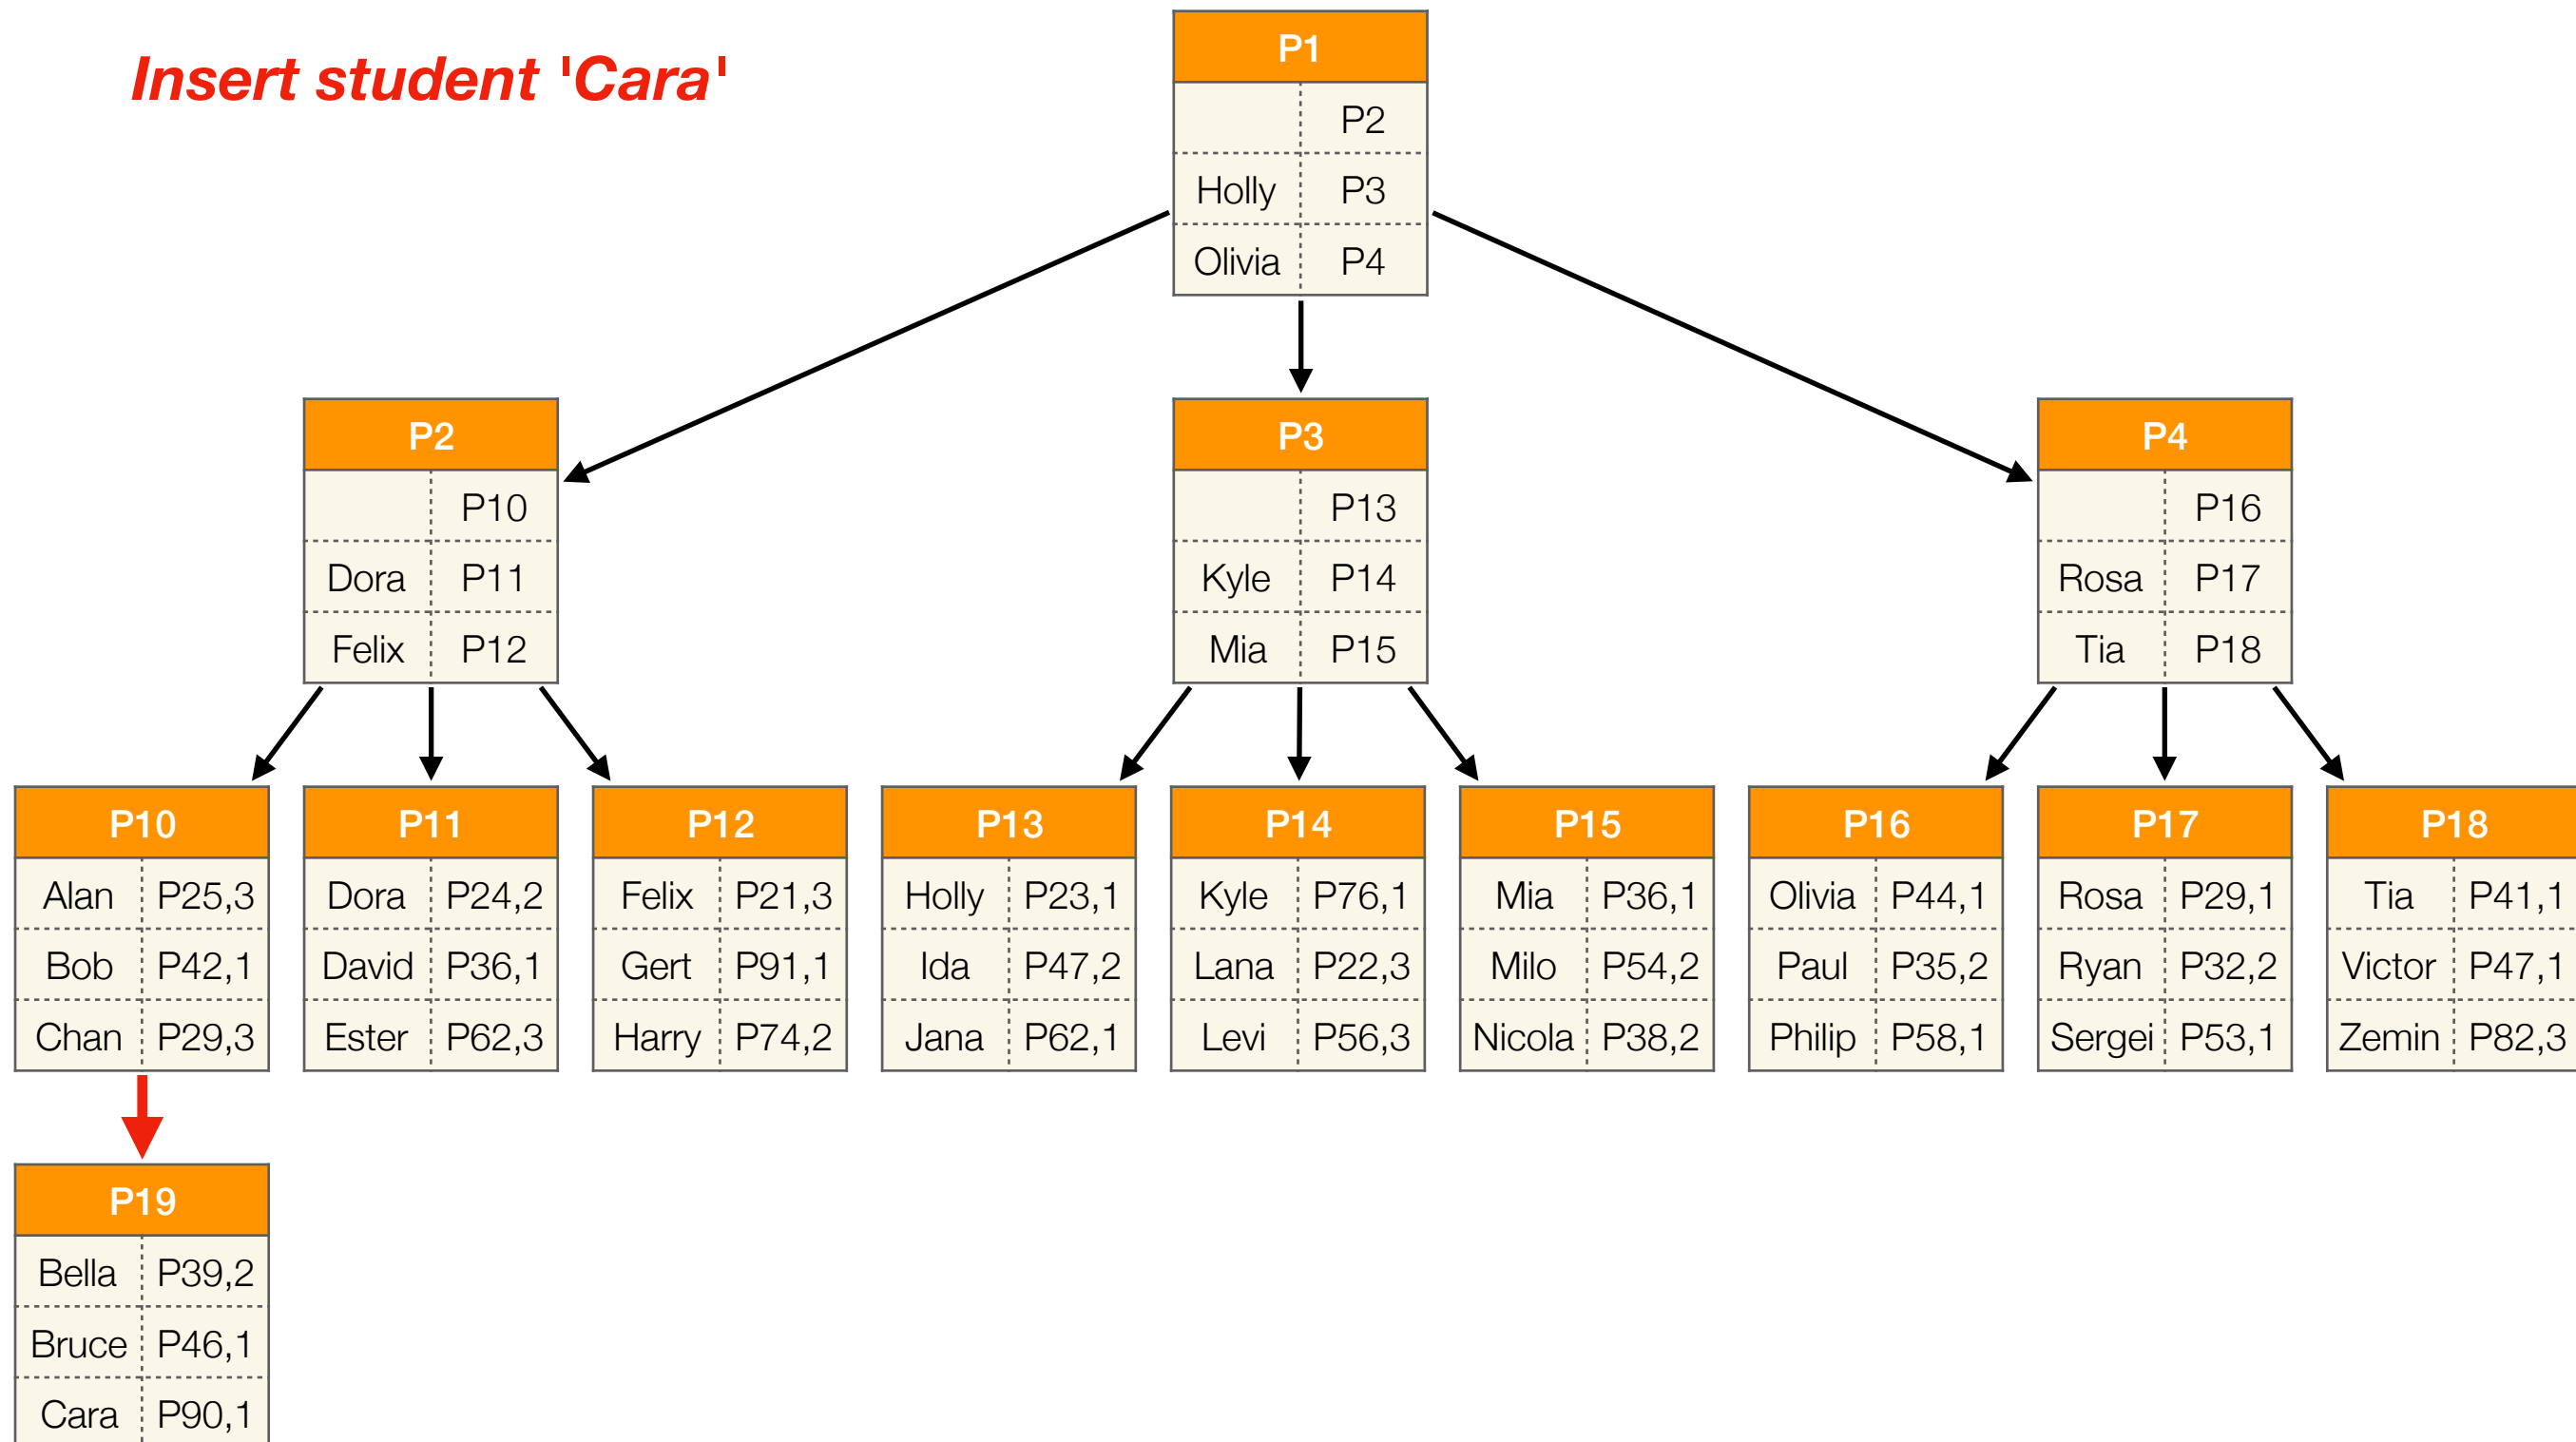 Insert student 'Cara'
P1
P2
Holly P3
Olivia P4
P2
P10
Dora P11
Felix P12
P3
P13
Kyle P14
Mia P15
P4
P16
Rosa P17
Tia P18
P10
Alan P25,3
Bob P42,1
Chan P29,3
P11
Dora P24,2
David P36,1
Ester P62,3
P12
Felix P21,3
Gert P91,1
Harry P74,2
P13
Holly P23,1
Ida P47,2
Jana P62,1
P14
Kyle P76,1
Lana P22,3
Levi P56,3
P15
Mia P36,1
Milo P54,2
Nicola P38,2
P16
Olivia P44,1
Paul P35,2
Philip P58,1
P17
Rosa P29,1
Ryan P32,2
Sergei P53,1
P18
Tia P41,1
Victor P47,1
Zemin P82,3
P19
Bella P39,2
Bruce P46,1
Cara P90,1